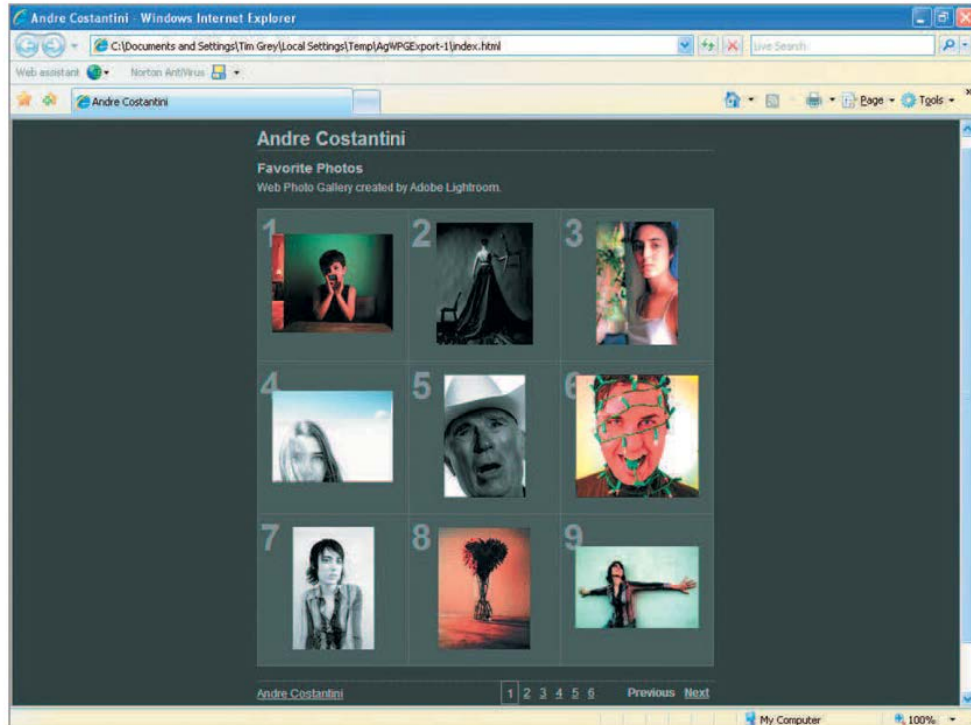 Andre Costantini - Windows Internet Explorer
C:\Documents and Settings\Tim Grey\Local Settings\Temp\AgWPGExport-1\index.html
Live Search
Web assistant Norton AntiVirus
Andre Costantini
Page Tools
Andre Costantini
Favorite Photos
Web Photo Gallery created by Adobe Lightroom.
1 2 3
4 5 6
7 8 9
Andre Costantini 1 2 3 4 5 6 Previous Next
My Computer 100%